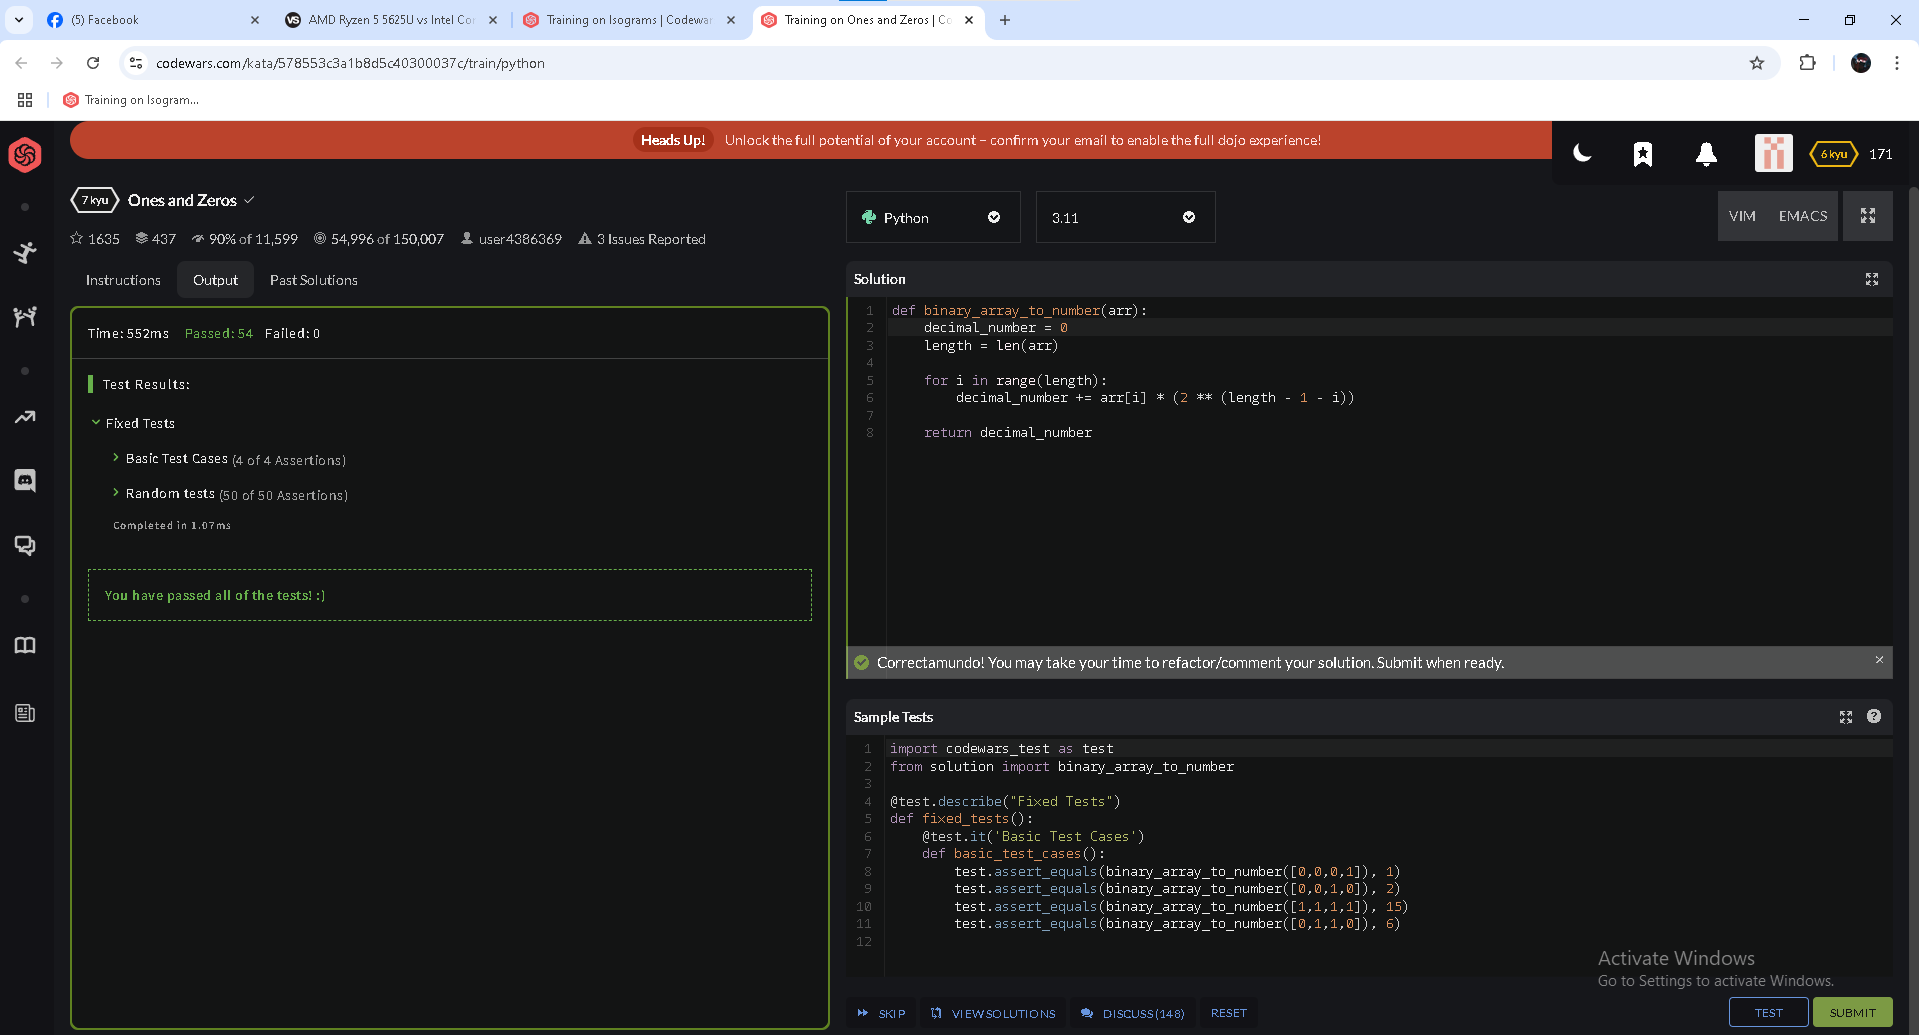 (5) Facebook
AMD Ryzen 5 5625U vs Intel Co
Training on Isograms | Codewar
Training on Ones and Zeros | Co
codewars.com/kata/578553c3a1b8d5c40300037c/train/python
Training on Isogram...
Heads Up! Unlock the full potential of your account – confirm your email to enable the full dojo experience!
6 kyu 171
7 kyu Ones and Zeros
1635 437 90% of 11,599 54,996 of 150,007 user4386369 3 Issues Reported
Python 3.11
VIM EMACS
Instructions Output Past Solutions
Time: 552ms Passed: 54 Failed: 0
Test Results:
Fixed Tests
Basic Test Cases (4 of 4 Assertions)
Random tests (50 of 50 Assertions)
Completed in 1.07ms
You have passed all of the tests! :)
Solution
1 def binary_array_to_number(arr):
2 decimal_number = 0
3 length = len(arr)
4
5 for i in range(length):
6 decimal_number += arr[i] * (2 ** (length - 1 - i))
7
8 return decimal_number
Correctamundo! You may take your time to refactor/comment your solution. Submit when ready.
Sample Tests
1 import codewars_test as test
2 from solution import binary_array_to_number
3
4 @test.describe("Fixed Tests")
5 def fixed_tests():
6 @test.it('Basic Test Cases')
7 def basic_test_cases():
8 test.assert_equals(binary_array_to_number([0,0,0,1]), 1)
9 test.assert_equals(binary_array_to_number([0,0,1,0]), 2)
10 test.assert_equals(binary_array_to_number([1,1,1,1]), 15)
11 test.assert_equals(binary_array_to_number([0,1,1,0]), 6)
12
Activate Windows
Go to Settings to activate Windows.
SKIP VIEW SOLUTIONS DISCUSS (148) RESET TEST SUBMIT